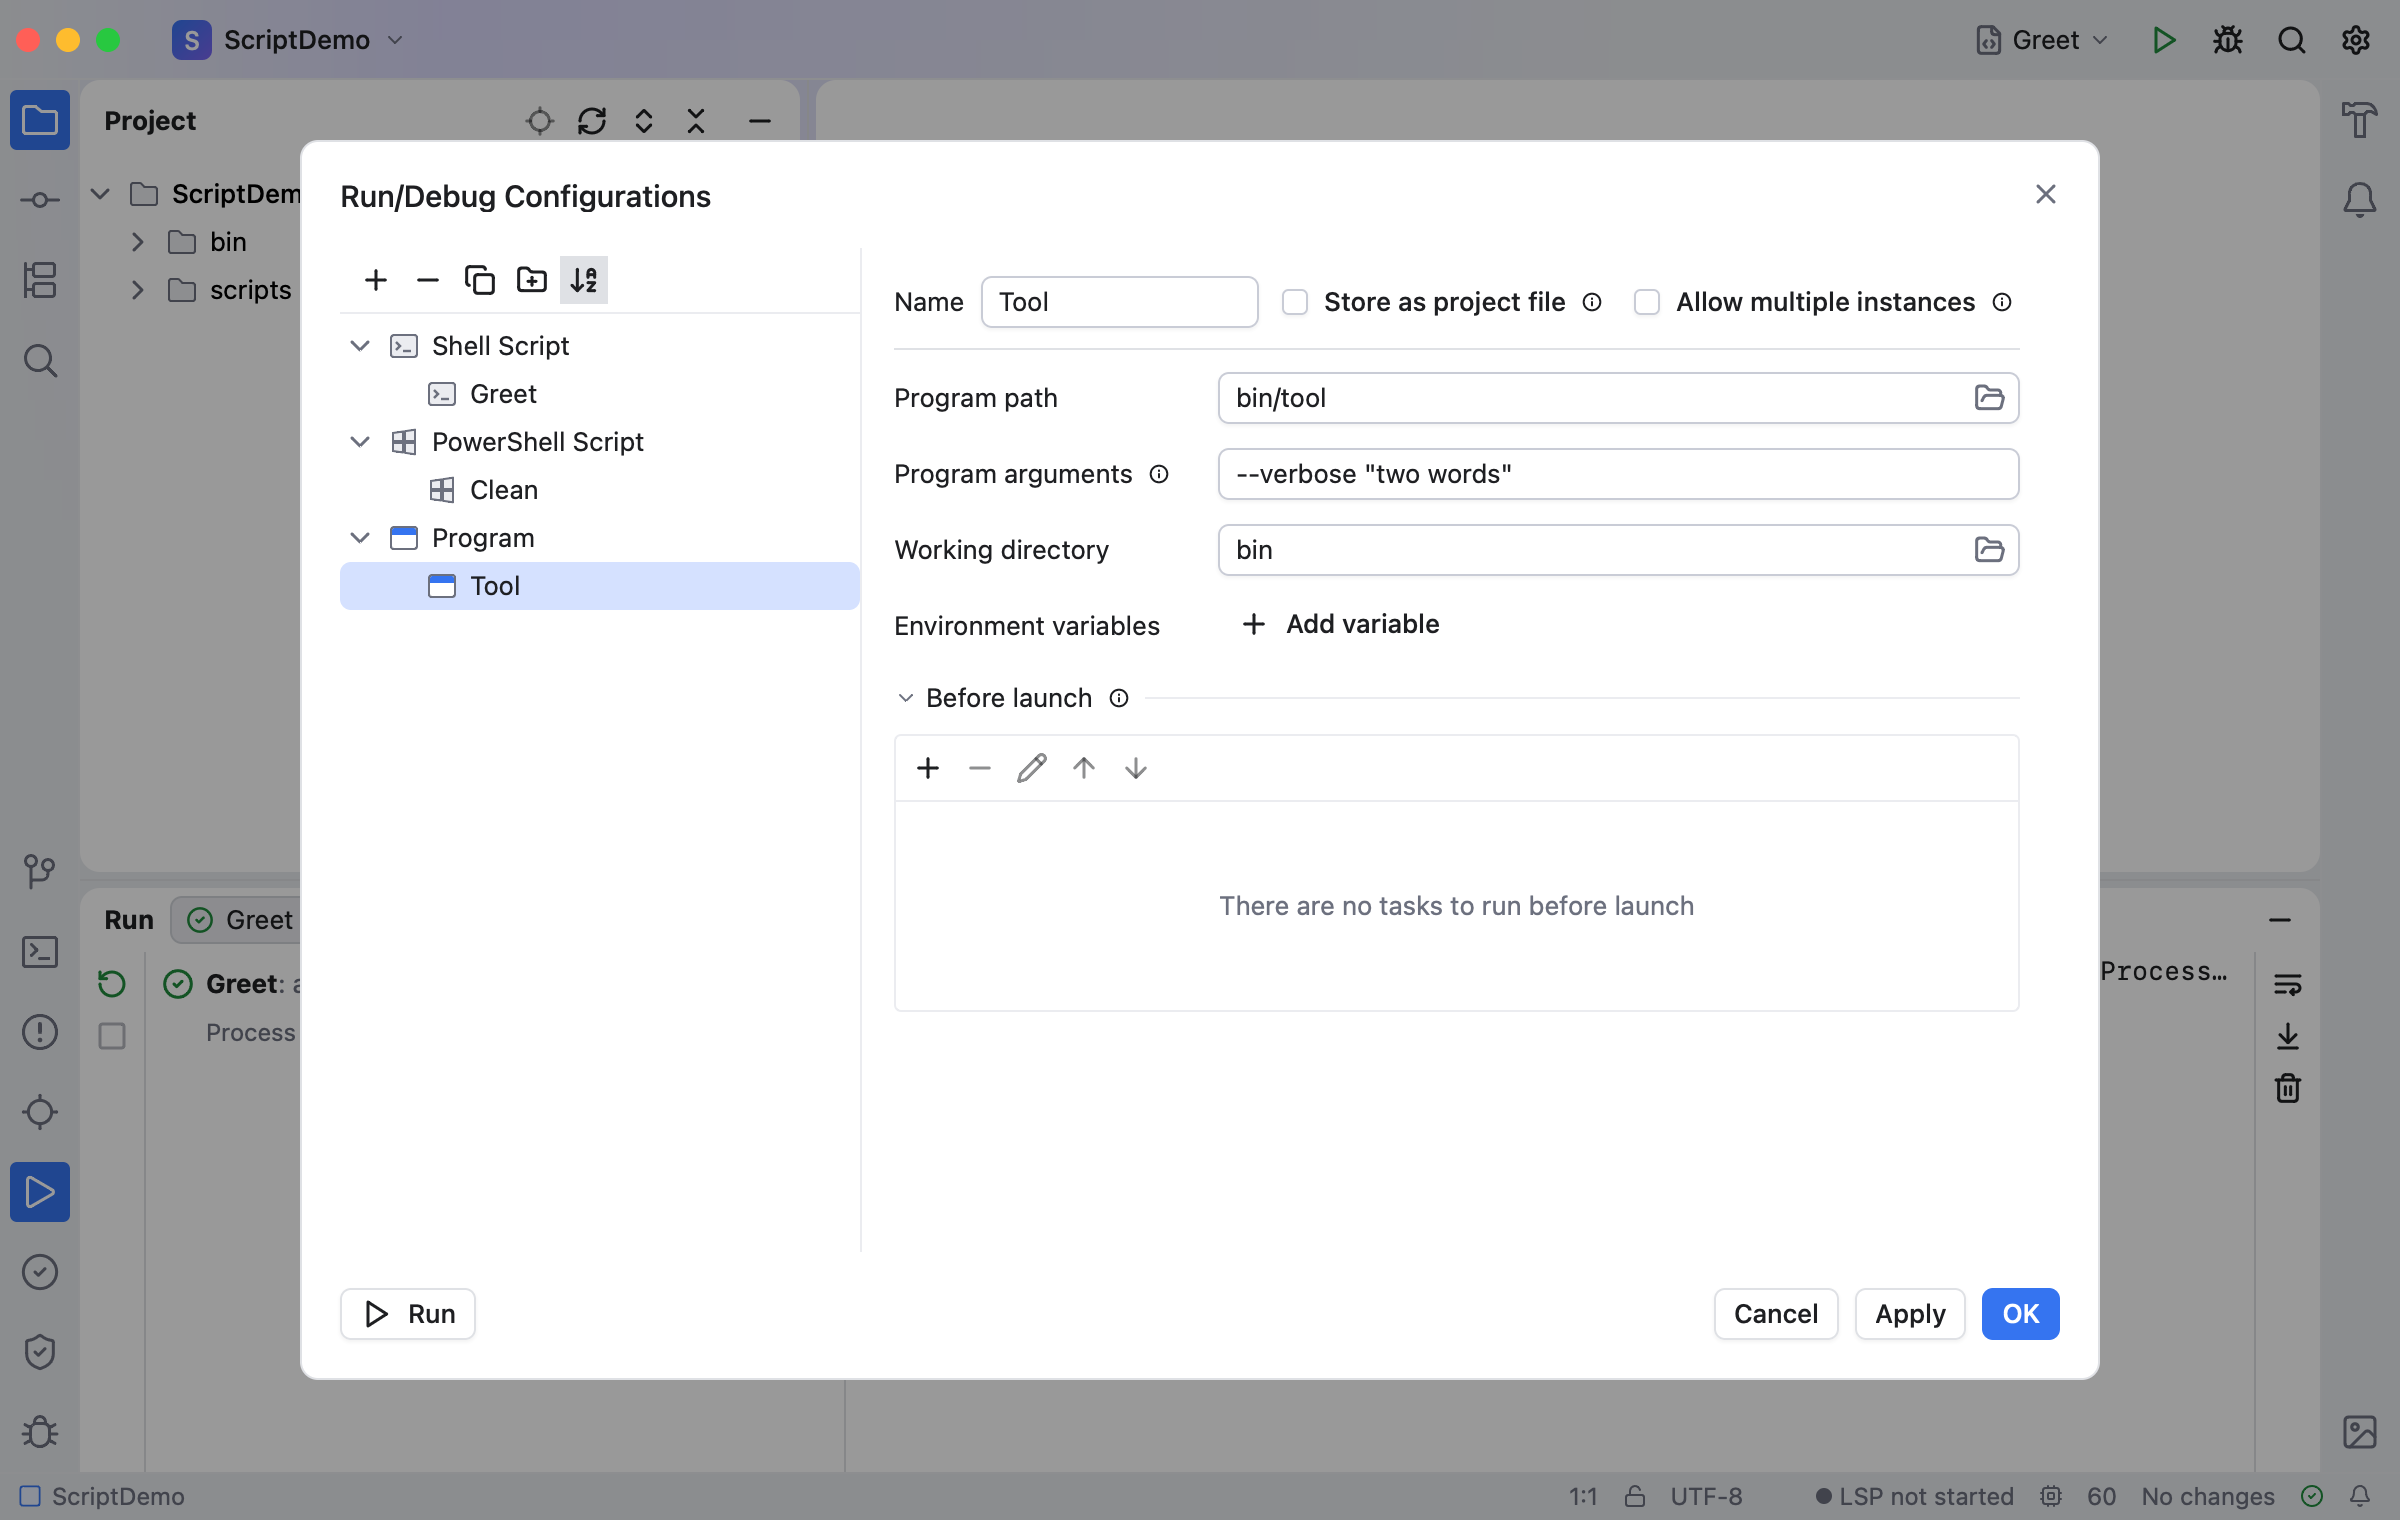 S ScriptDemo
Greet
Project
ScriptDem
bin
scripts
Run/Debug Configurations
Shell Script
Greet
PowerShell Script
Clean
Program
Tool
Name Tool Store as project file Allow multiple instances
Program path bin/tool
Program arguments --verbose "two words"
Working directory bin
Environment variables Add variable
Before launch
There are no tasks to run before launch
Run Cancel Apply OK
Run Greet
Greet: a
Process
Process…
ScriptDemo 1:1 UTF-8 LSP not started 60 No changes